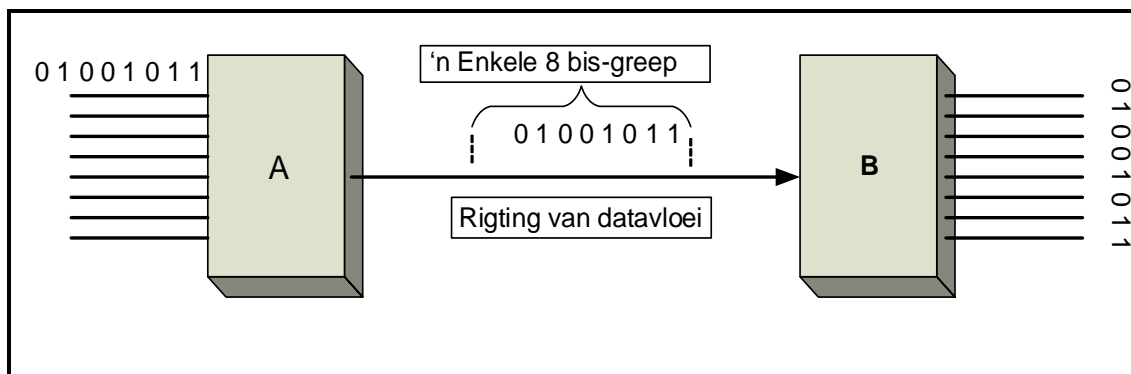 'n Enkele 8 bis-greep
0 1 0 0 1 0 1 1
0 1 0 0 1 0 1 1
A
B
Rigting van datavloei
0 1 0 0 1 0 1 1